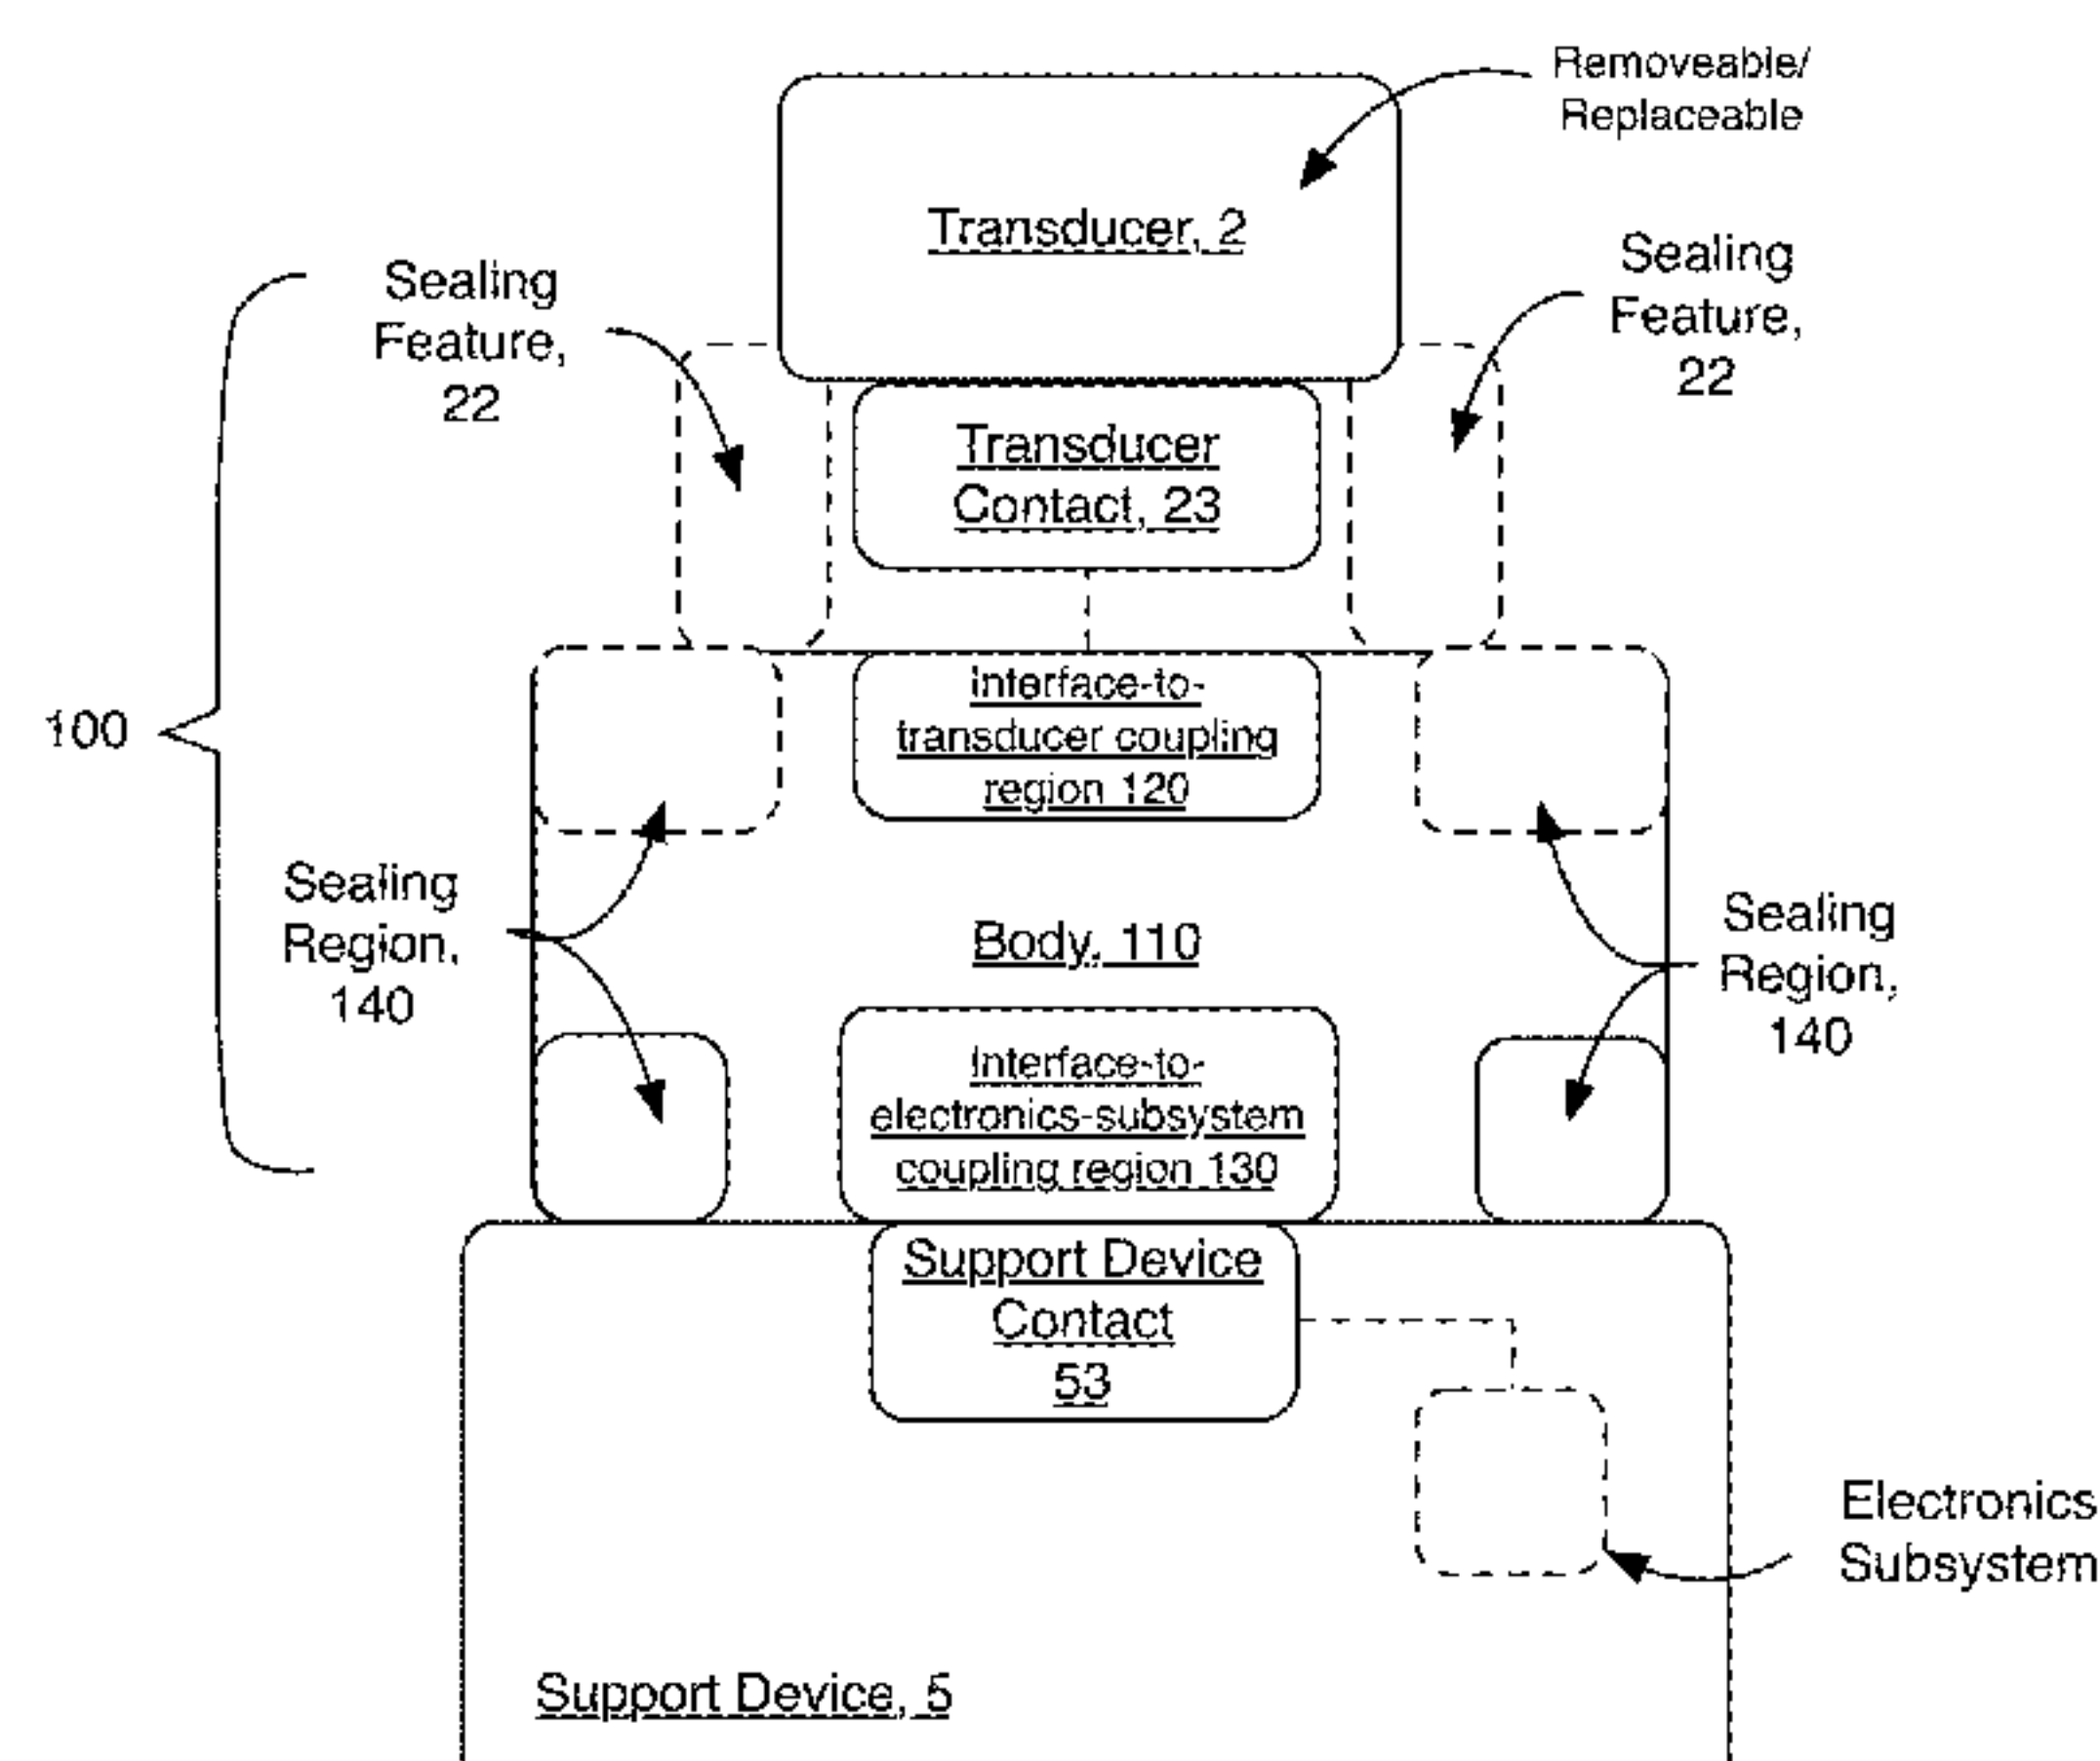 Removeable/
Replaceable
Transducer, 2
Sealing
Feature,
22
Sealing
Feature,
22
Transducer
Contact, 23
100
Interface-to-
transducer coupling
region 120
Sealing
Region,
140
Body, 110
Sealing
Region,
140
Interface-to-
electronics-subsystem
coupling region 130
Support Device
Contact
53
Electronics
Subsystem
Support Device, 5